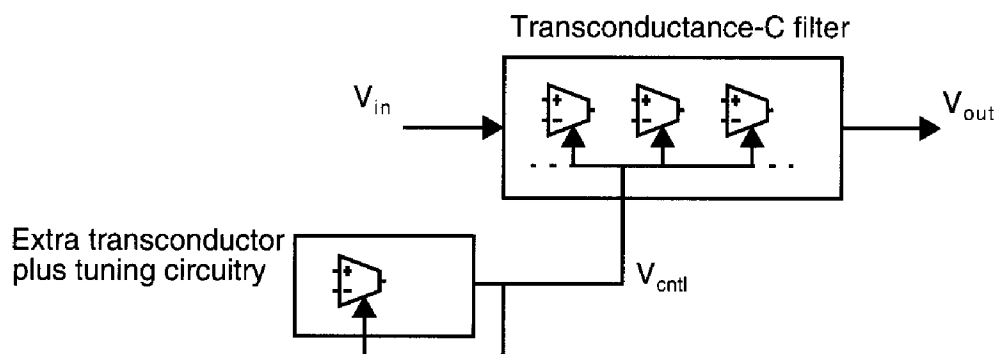 Transconductance-C filter
V_in
V_out
Extra transconductor
plus tuning circuitry
V_cntl